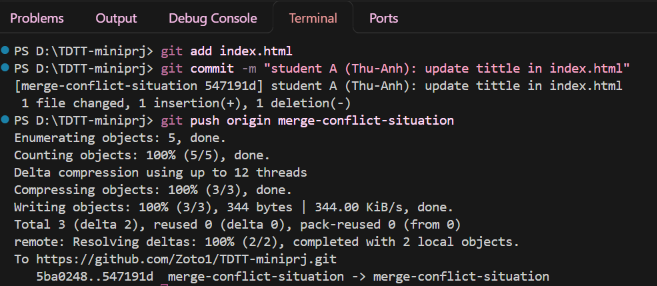 Problems Output Debug Console Terminal Ports
PS D:\TDTT-miniprj> git add index.html
PS D:\TDTT-miniprj> git commit -m "student A (Thu-Anh): update tittle in index.html"
[merge-conflict-situation 547191d] student A (Thu-Anh): update tittle in index.html
1 file changed, 1 insertion(+), 1 deletion(-)
PS D:\TDTT-miniprj> git push origin merge-conflict-situation
Enumerating objects: 5, done.
Counting objects: 100% (5/5), done.
Delta compression using up to 12 threads
Compressing objects: 100% (3/3), done.
Writing objects: 100% (3/3), 344 bytes | 344.00 KiB/s, done.
Total 3 (delta 2), reused 0 (delta 0), pack-reused 0 (from 0)
remote: Resolving deltas: 100% (2/2), completed with 2 local objects.
To https://github.com/Zoto1/TDTT-miniprj.git
5ba0248..547191d merge-conflict-situation -> merge-conflict-situation